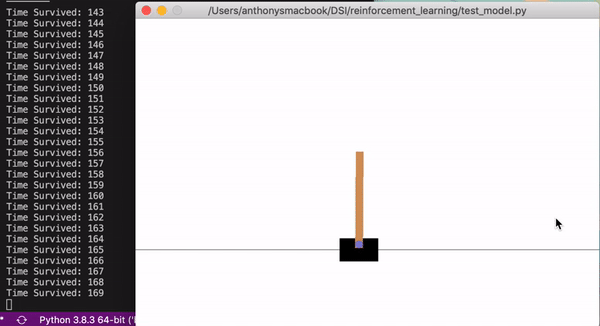 /Users/anthonysmacbook/DSI/reinforcement_learning/test_model.py
Time Survived: 143
Time Survived: 144
Time Survived: 145
Time Survived: 146
Time Survived: 147
Time Survived: 148
Time Survived: 149
Time Survived: 150
Time Survived: 151
Time Survived: 152
Time Survived: 153
Time Survived: 154
Time Survived: 155
Time Survived: 156
Time Survived: 157
Time Survived: 158
Time Survived: 159
Time Survived: 160
Time Survived: 161
Time Survived: 162
Time Survived: 163
Time Survived: 164
Time Survived: 165
Time Survived: 166
Time Survived: 167
Time Survived: 168
Time Survived: 169
Python 3.8.3 64-bit ('